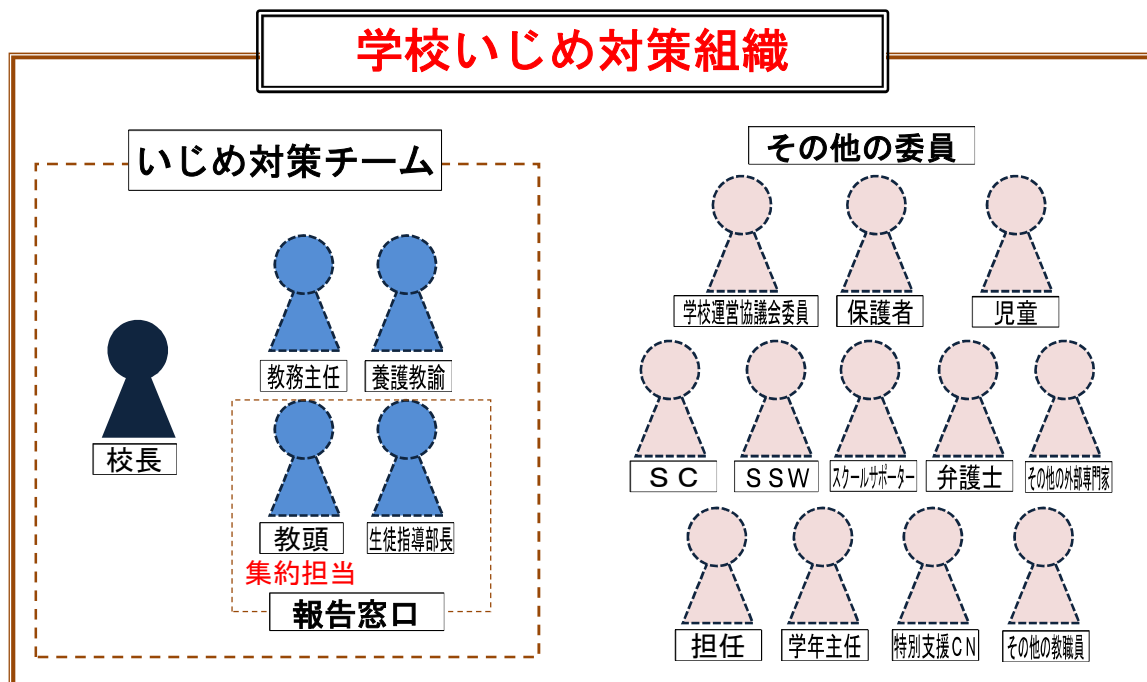 学校いじめ対策組織
いじめ対策チーム
校長
教務主任
養護教諭
教頭
生徒指導部長
集約担当
報告窓口
その他の委員
学校運営協議会委員
保護者
児童
ＳＣ
ＳＳＷ
スクールサポーター
弁護士
その他の外部専門家
担任
学年主任
特別支援ＣＮ
その他の教職員